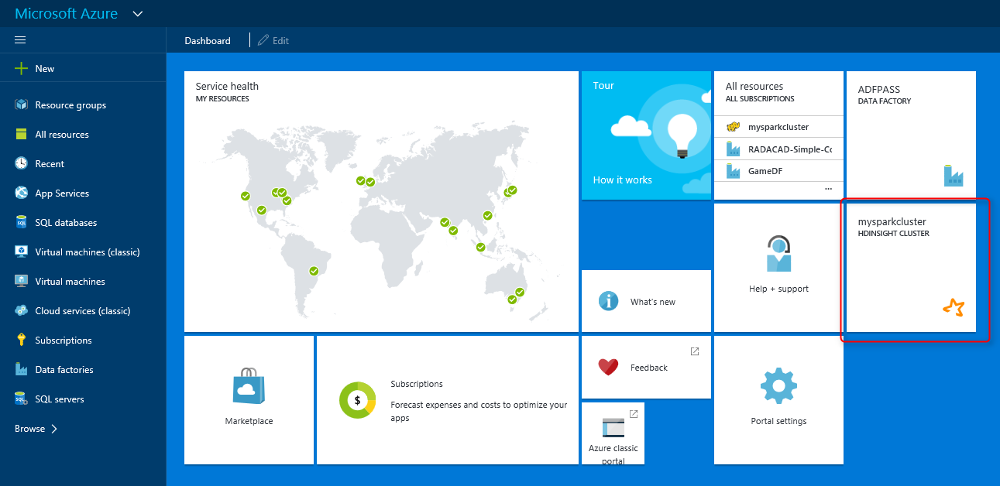 Microsoft Azure
Dashboard
Edit
New
Resource groups
All resources
Recent
App Services
SQL databases
Virtual machines (classic)
Virtual machines
Cloud services (classic)
Subscriptions
Data factories
SQL servers
Browse
Service health
MY RESOURCES
Tour
How it works
All resources
ALL SUBSCRIPTIONS
mysparkcluster
RADACAD-Simple-Co
GameDF
...
ADFPASS
DATA FACTORY
What's new
Help + support
mysparkcluster
HDINSIGHT CLUSTER
Marketplace
$
Subscriptions
Forecast expenses and costs to optimize your
apps
Feedback
Azure classic
portal
Portal settings